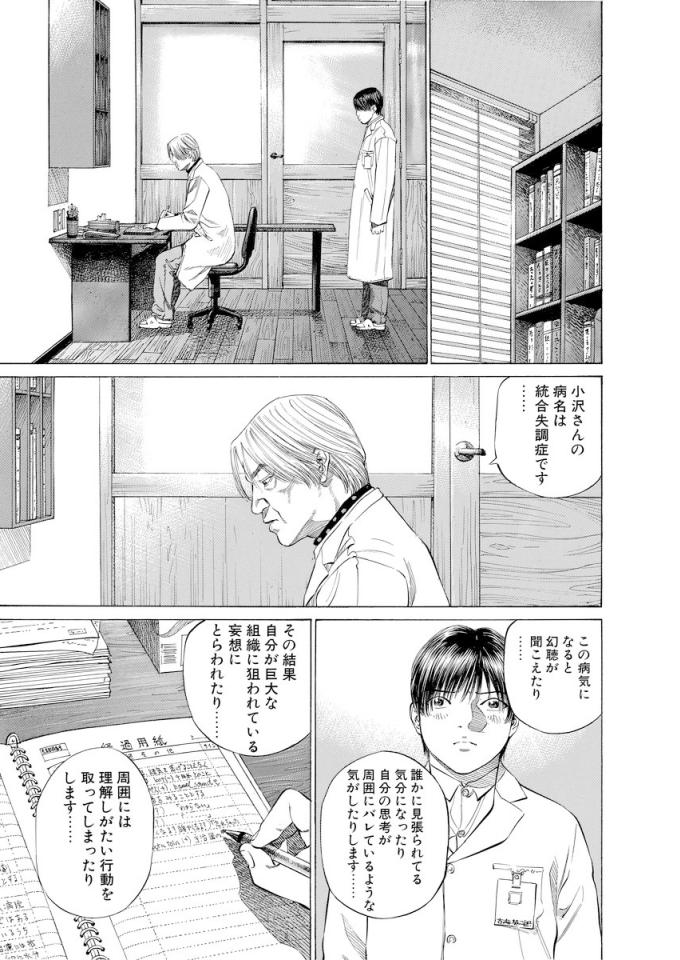 小沢さんの
病名は
統合失調症です
……
この病気に
なると
幻聴が
聞こえたり
……
誰かに見張られてる
気分になったり
自分の思考が
周囲にバレているような
気がしたりします……
その結果
自分が巨大な
組織に狙われている
妄想に
とらわれたり……
周囲には
理解しがたい行動を
取ってしまったり
します……
経過用紙